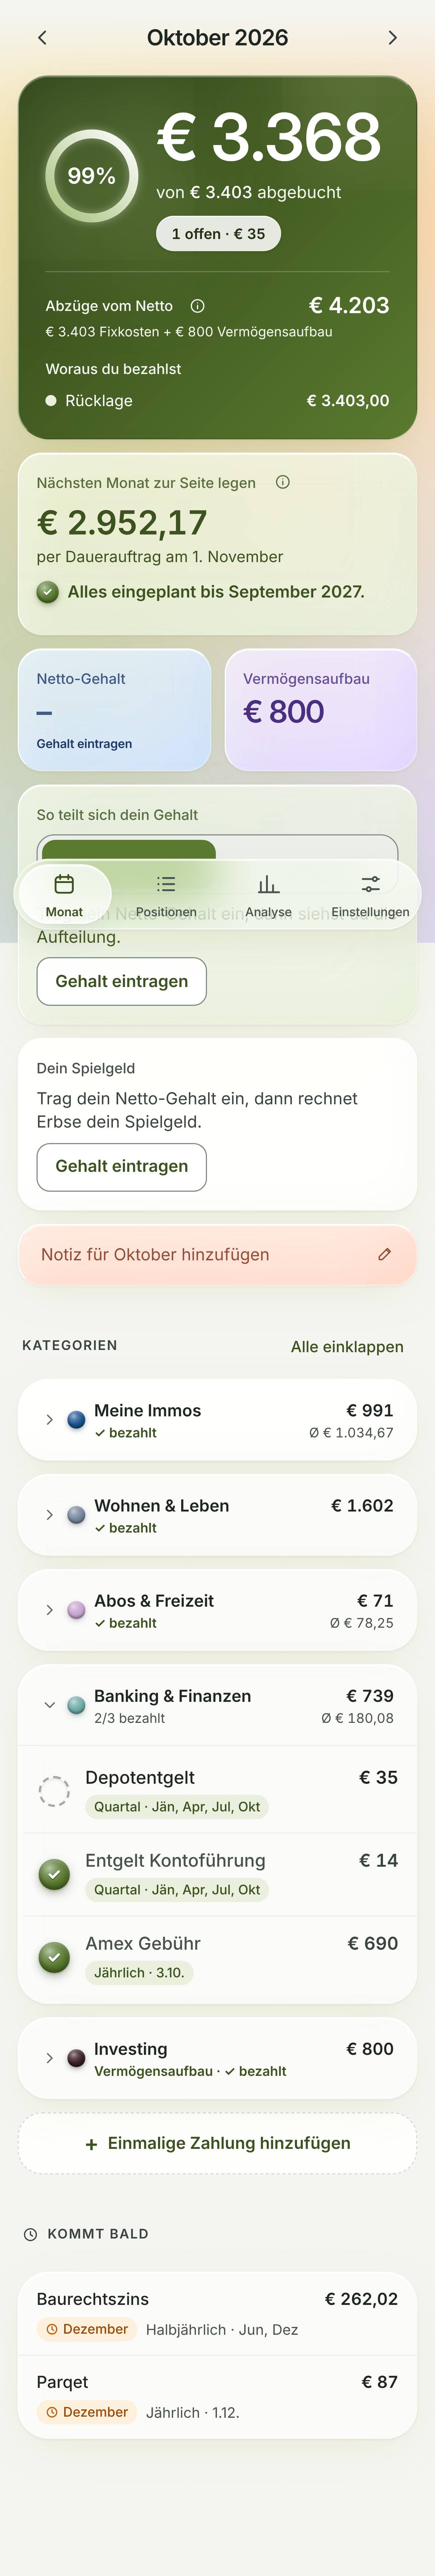 Oktober 2026
99%
€ 3.368
von € 3.403 abgebucht
1 offen · € 35
Abzüge vom Netto
€ 4.203
€ 3.403 Fixkosten + € 800 Vermögensaufbau
Woraus du bezahlst
Rücklage
€ 3.403,00
Nächsten Monat zur Seite legen
€ 2.952,17
per Dauerauftrag am 1. November
Alles eingeplant bis September 2027.
Netto-Gehalt
–
Gehalt eintragen
Vermögensaufbau
€ 800
So teilt sich dein Gehalt
Monat
Positionen
Analyse
Einstellungen
ein Netto-Gehalt ein, dann siehst du die
Aufteilung.
Gehalt eintragen
Dein Spielgeld
Trag dein Netto-Gehalt ein, dann rechnet
Erbse dein Spielgeld.
Gehalt eintragen
Notiz für Oktober hinzufügen
KATEGORIEN
Alle einklappen
Meine Immos
€ 991
✓ bezahlt
Ø € 1.034,67
Wohnen & Leben
€ 1.602
✓ bezahlt
Abos & Freizeit
€ 71
✓ bezahlt
Ø € 78,25
Banking & Finanzen
€ 739
2/3 bezahlt
Ø € 180,08
Depotentgelt
€ 35
Quartal · Jän, Apr, Jul, Okt
Entgelt Kontoführung
€ 14
Quartal · Jän, Apr, Jul, Okt
Amex Gebühr
€ 690
Jährlich · 3.10.
Investing
€ 800
Vermögensaufbau · ✓ bezahlt
+ Einmalige Zahlung hinzufügen
KOMMT BALD
Baurechtszins
€ 262,02
Dezember
Halbjährlich · Jun, Dez
Parqet
€ 87
Dezember
Jährlich · 1.12.